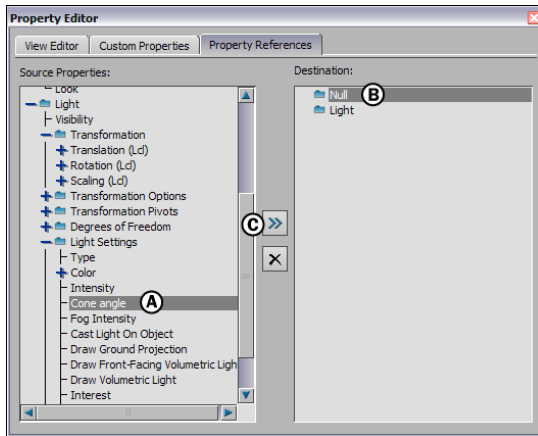 Property Editor
View Editor Custom Properties Property References
Source Properties:
Destination:
Look
Light
Visibility
Transformation
Translation (Lcl)
Rotation (Lcl)
Scaling (Lcl)
Transformation Options
Transformation Pivots
Degrees of Freedom
Light Settings
Type
Color
Intensity
Cone angle A
Fog Intensity
Cast Light On Object
Draw Ground Projection
Draw Front-Facing Volumetric Ligh
Draw Volumetric Light
Interest
C
Null B
Light